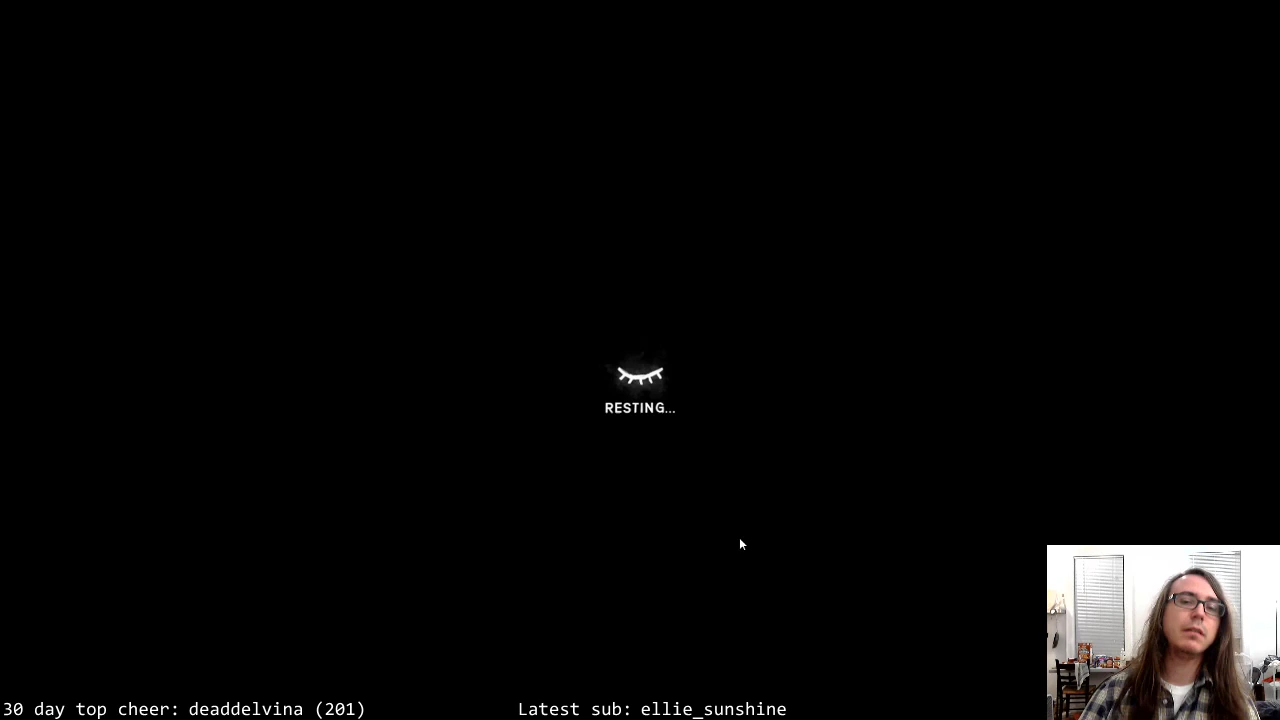 RESTING...
30 day top cheer: deaddelvina (201)
Latest sub: ellie_sunshine